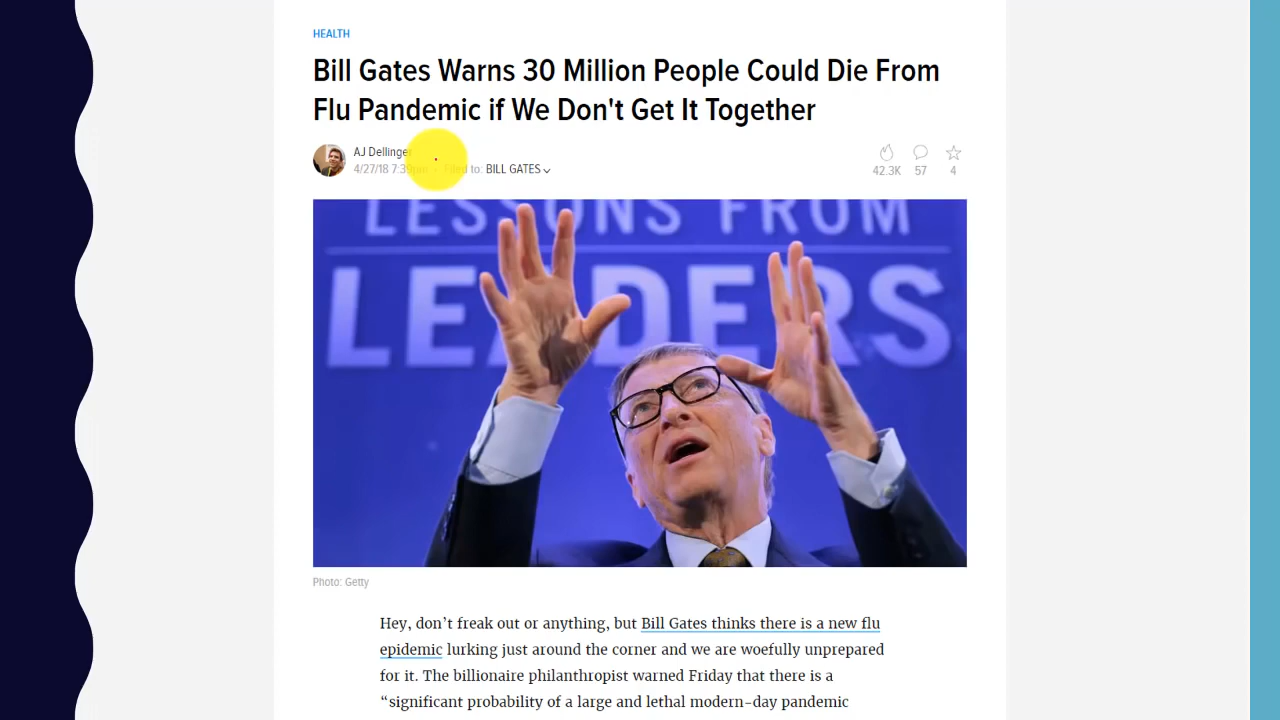 HEALTH
Bill Gates Warns 30 Million People Could Die From
Flu Pandemic if We Don't Get It Together
AJ Dellinger
4/27/18 7:39pm • Filed to: BILL GATES
42.3K 57 4
LESSONS FROM
LEADERS
Photo: Getty
Hey, don’t freak out or anything, but Bill Gates thinks there is a new flu
epidemic lurking just around the corner and we are woefully unprepared
for it. The billionaire philanthropist warned Friday that there is a
“significant probability of a large and lethal modern-day pandemic